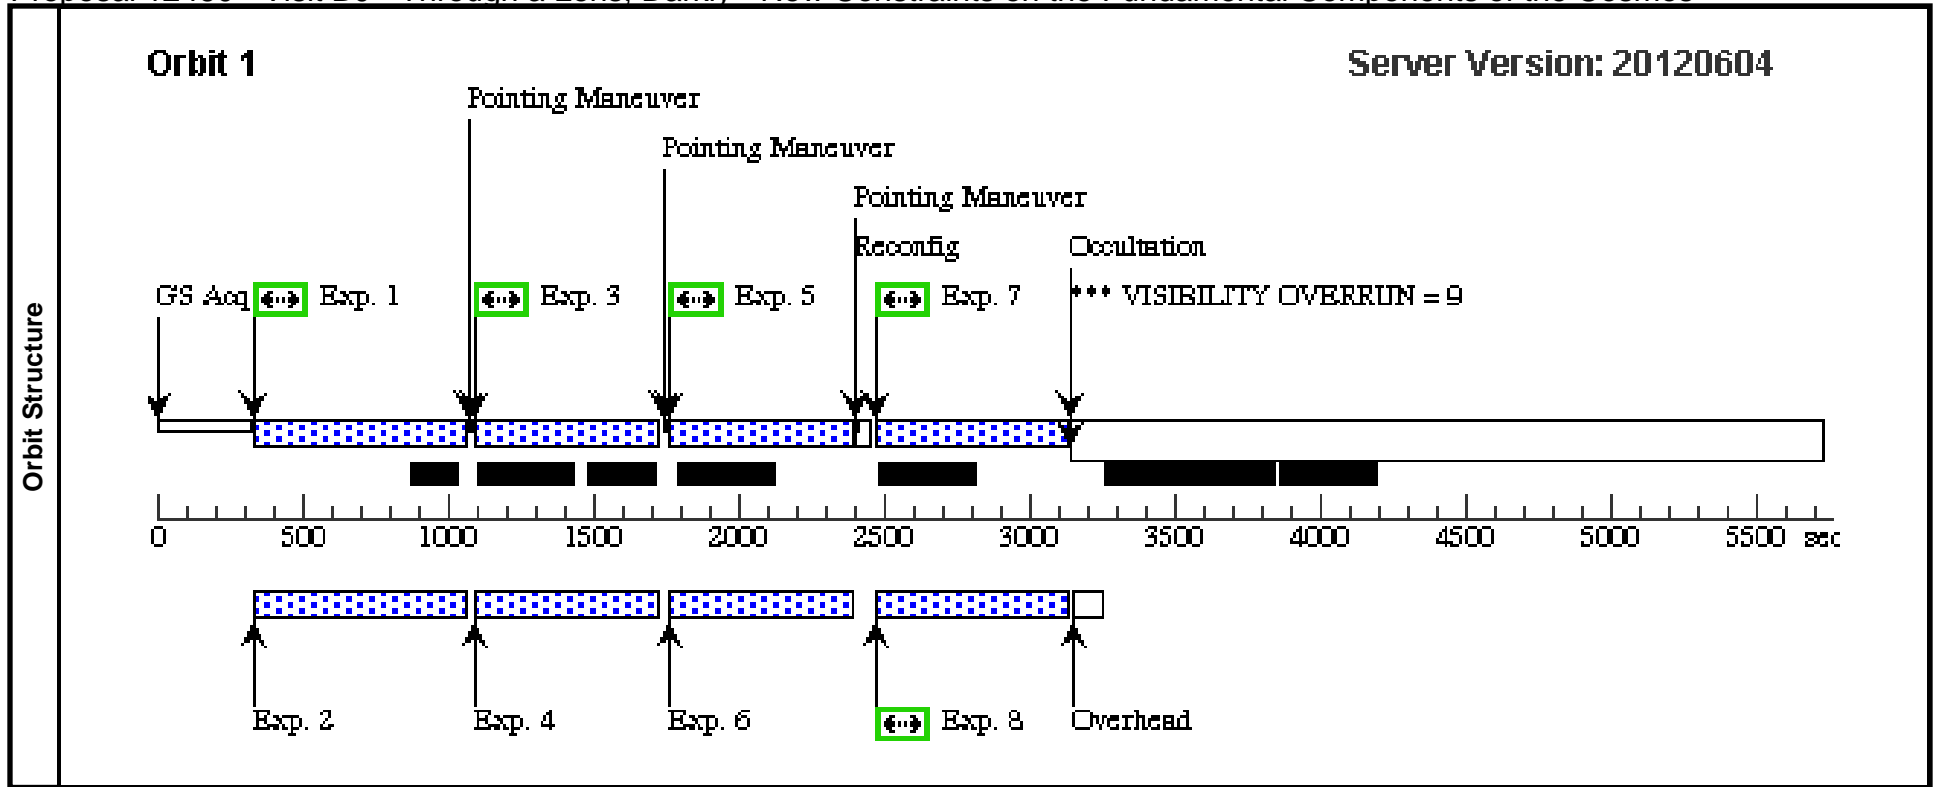 Orbit 1
Server Version: 20120604
Pointing Maneuver
Pointing Maneuver
Pointing Maneuver
Reconfig
Occultation
GS Acq
Exp. 1
Exp. 3
Exp. 5
Exp. 7
*** VISIBILITY OVERRUN = 9
Orbit Structure
0 500 1000 1500 2000 2500 3000 3500 4000 4500 5000 5500 sec
Exp. 2
Exp. 4
Exp. 6
Exp. 8
Overhead